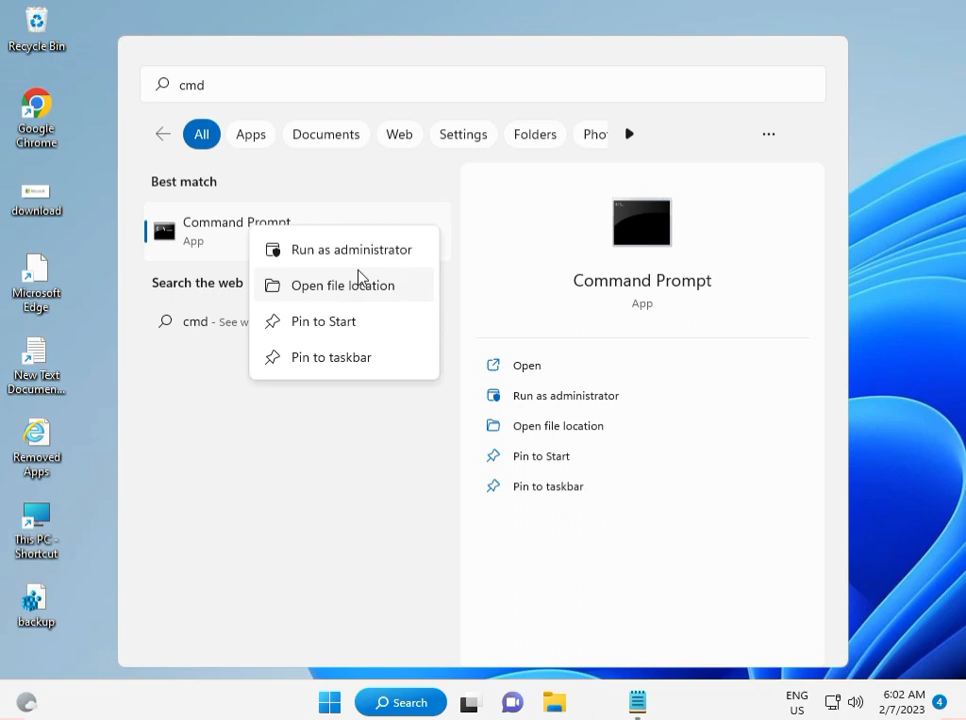 Recycle Bin
Google
Chrome
download
Microsoft
Edge
New Text
Documen...
Removed
Apps
This PC -
Shortcut
backup
cmd
All
Apps
Documents
Web
Settings
Folders
Pho
...
Best match
Command Prompt
App
Search the web
cmd - See w
Run as administrator
Open file location
Pin to Start
Pin to taskbar
Command Prompt
App
Open
Run as administrator
Open file location
Pin to Start
Pin to taskbar
Search
ENG
US
6:02 AM
2/7/2023
4